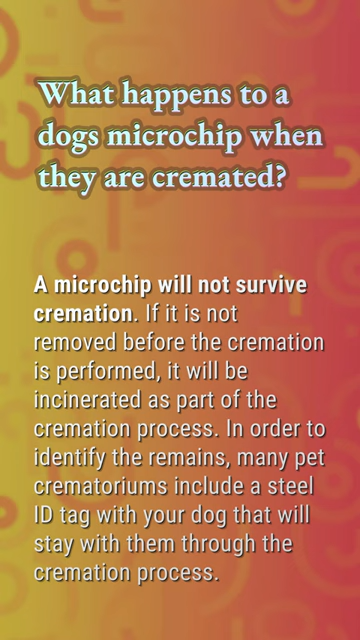 What happens to a
dogs microchip when
they are cremated?
A microchip will not survive
cremation. If it is not
removed before the cremation
is performed, it will be
incinerated as part of the
cremation process. In order to
identify the remains, many pet
crematoriums include a steel
ID tag with your dog that will
stay with them through the
cremation process.